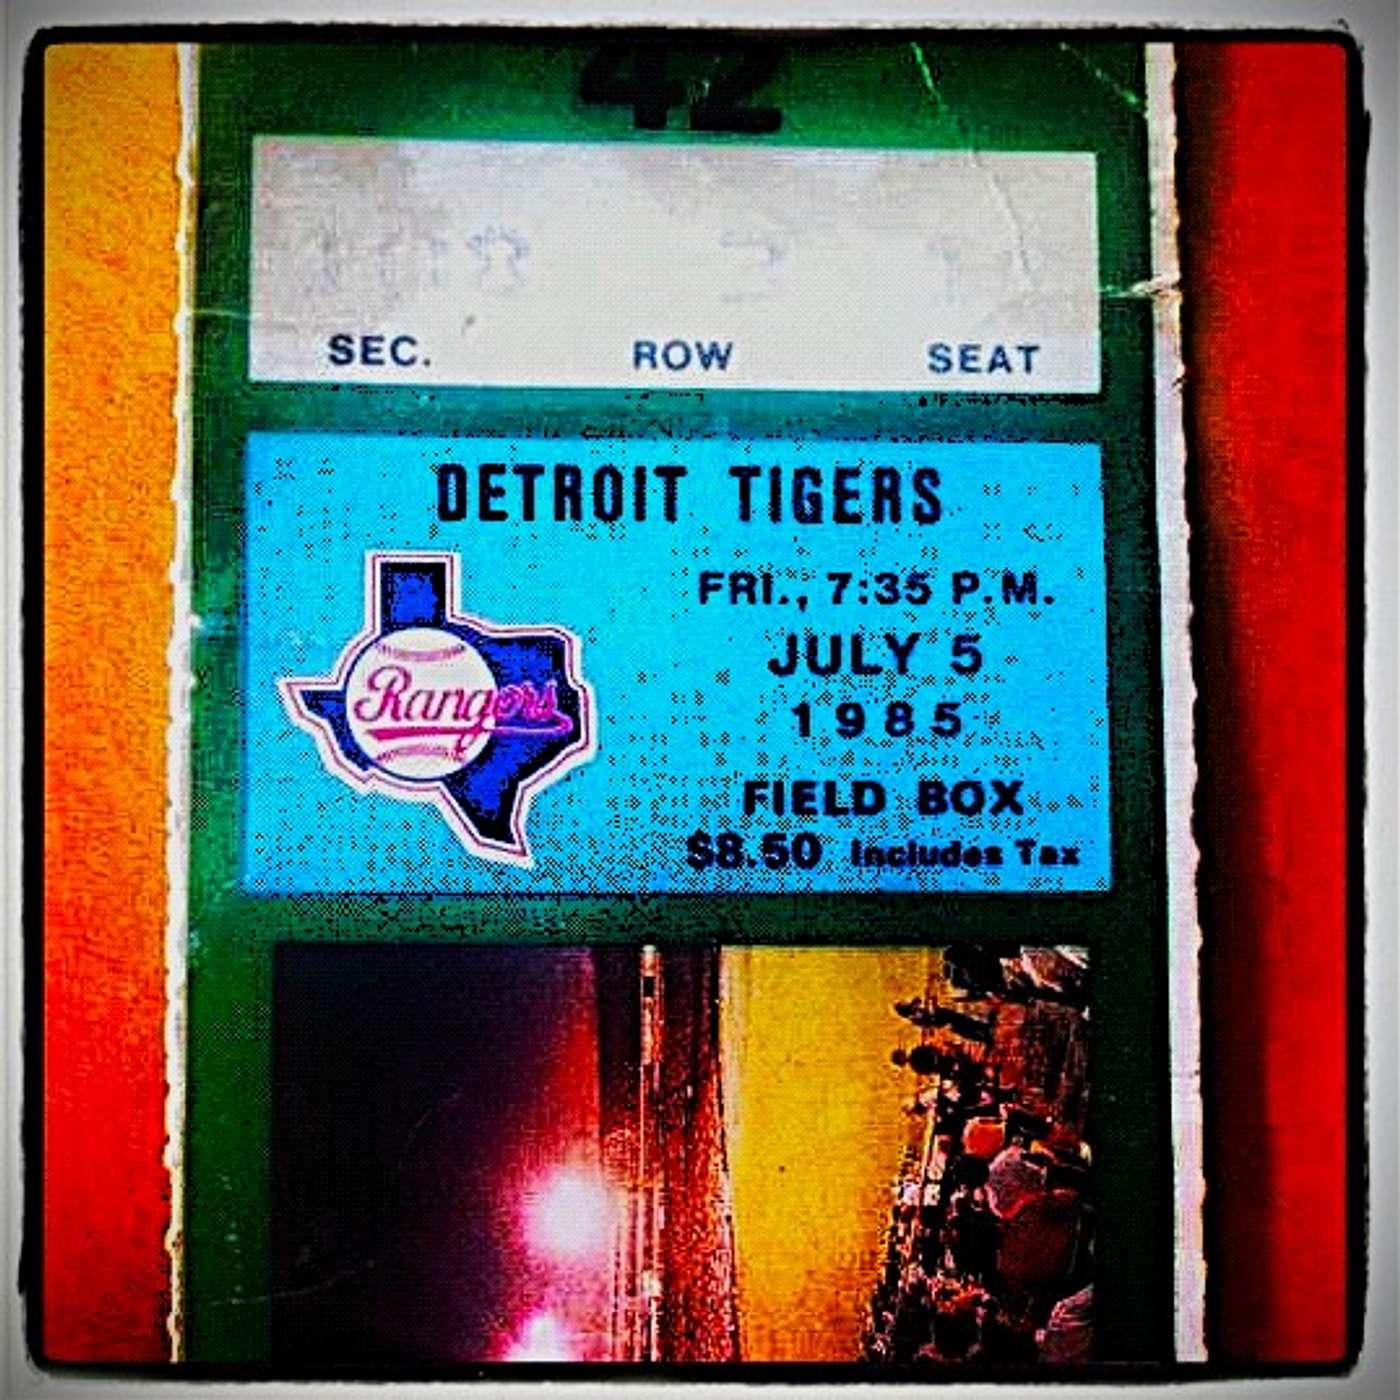 42
SEC. ROW SEAT
DETROIT TIGERS
FRI., 7:35 P.M.
JULY 5
1985
Rangers
FIELD BOX
$8.50 Includes Tax